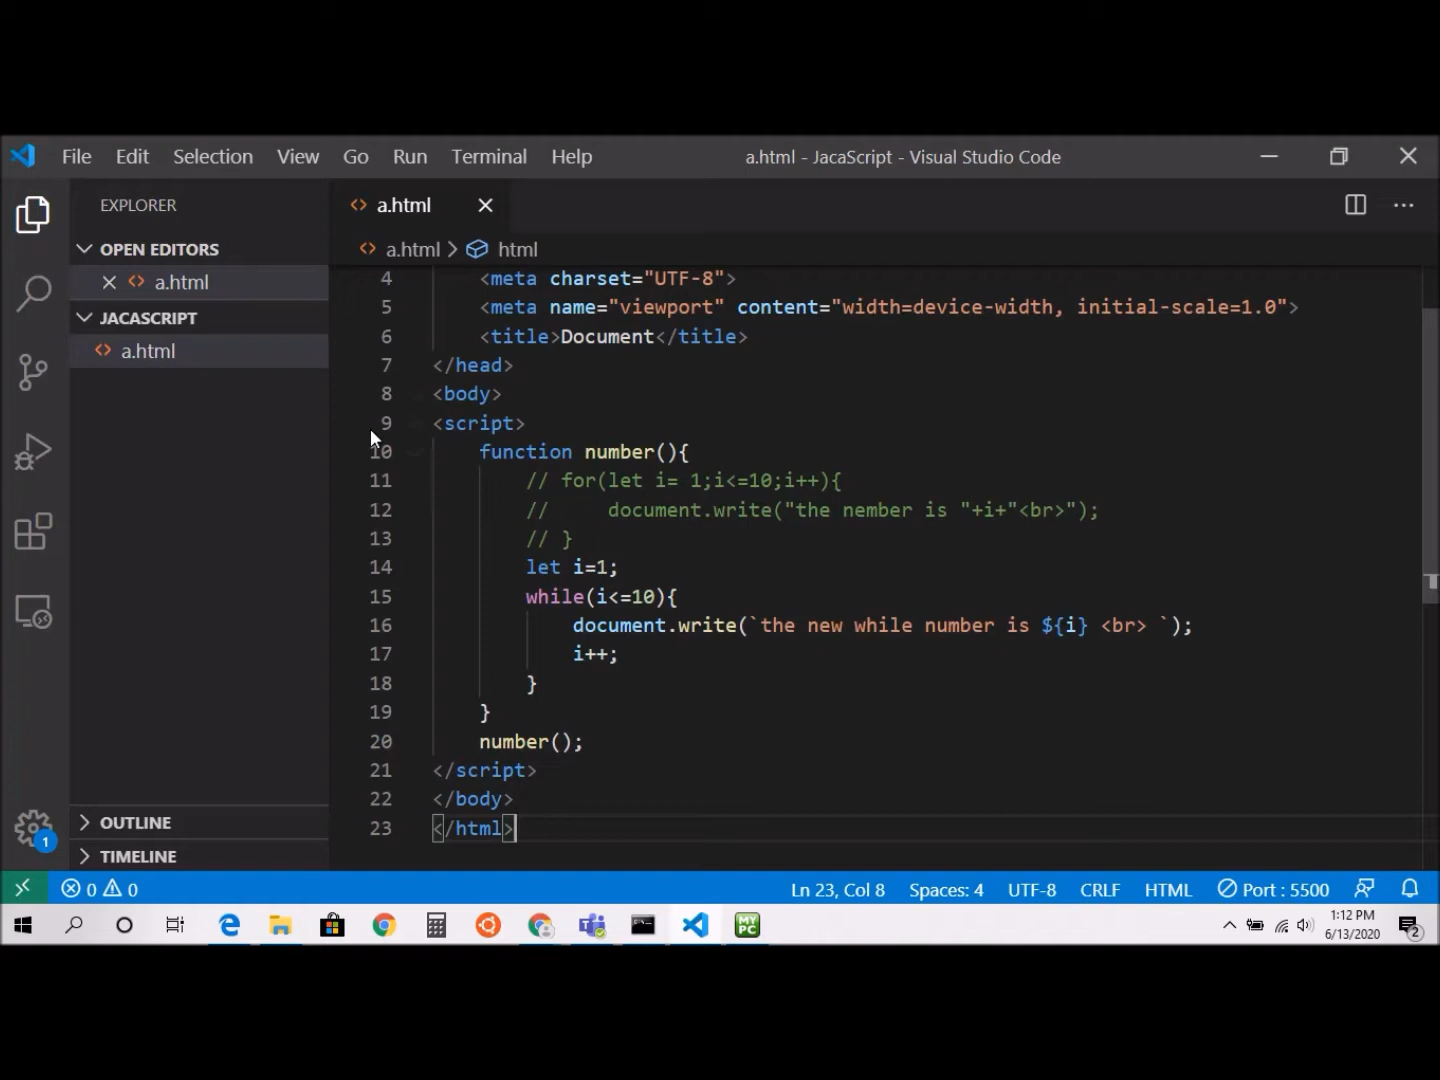 File Edit Selection View Go Run Terminal Help a.html - JacaScript - Visual Studio Code
EXPLORER
OPEN EDITORS
a.html
JACASCRIPT
a.html
OUTLINE
TIMELINE
1
a.html
a.html > html
4 <meta charset="UTF-8">
5 <meta name="viewport" content="width=device-width, initial-scale=1.0">
6 <title>Document</title>
7 </head>
8 <body>
9 <script>
10 function number(){
11 // for(let i= 1;i<=10;i++){
12 //     document.write("the nember is "+i+"<br>");
13 // }
14 let i=1;
15 while(i<=10){
16 document.write(`the new while number is ${i} <br> `);
17 i++;
18 }
19 }
20 number();
21 </script>
22 </body>
23 </html>
0 0 Ln 23, Col 8 Spaces: 4 UTF-8 CRLF HTML Port : 5500
MY PC
1:12 PM
6/13/2020
2